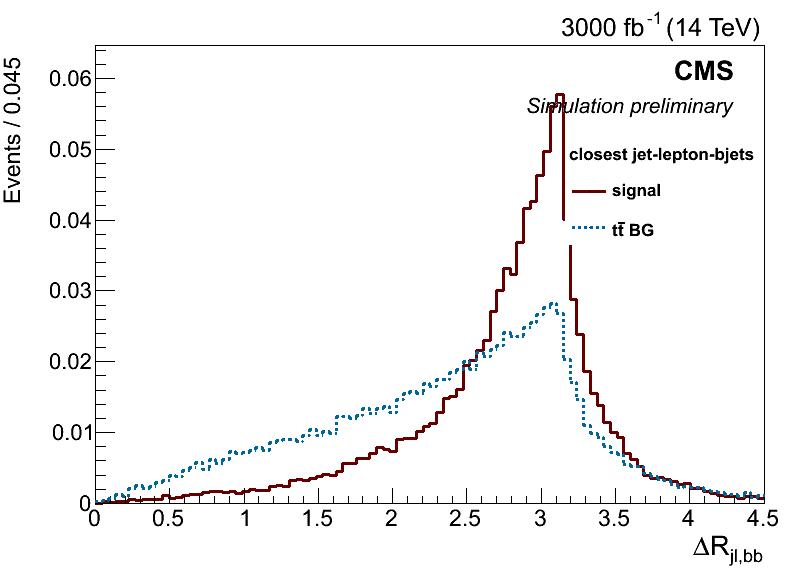 3000 fb⁻¹ (14 TeV)
CMS
Simulation preliminary
closest jet-lepton-bjets
signal
tt̄ BG
Events / 0.045
0.06
0.05
0.04
0.03
0.02
0.01
0
0 0.5 1 1.5 2 2.5 3 3.5 4 4.5
ΔR_jl,bb